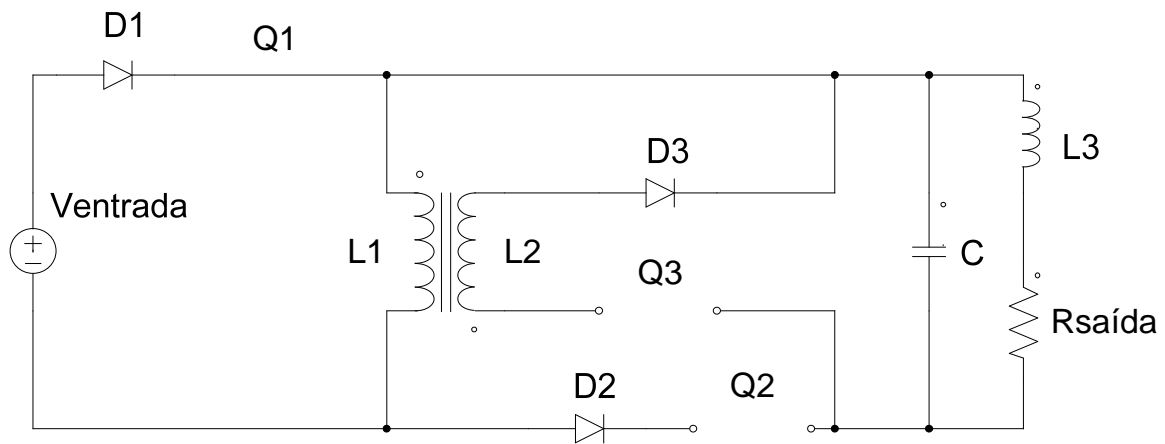 D1
Q1
D3
Ventrada
L3
L1
L2
Q3
C
Rsaída
D2
Q2